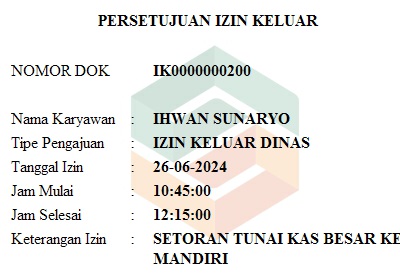 PERSETUJUAN IZIN KELUAR
NOMOR DOK IK0000000200
Nama Karyawan : IHWAN SUNARYO
Tipe Pengajuan : IZIN KELUAR DINAS
Tanggal Izin : 26-06-2024
Jam Mulai : 10:45:00
Jam Selesai : 12:15:00
Keterangan Izin : SETORAN TUNAI KAS BESAR KE
MANDIRI